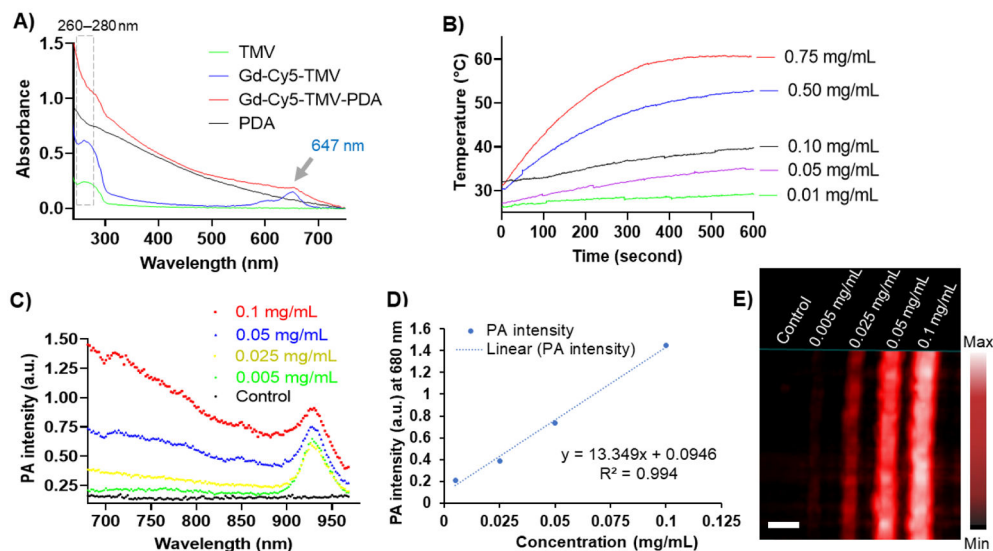 A)
260–280 nm
1.5
1.0
0.5
0.0
Absorbance
TMV
Gd-Cy5-TMV
Gd-Cy5-TMV-PDA
PDA
647 nm
300 400 500 600 700
Wavelength (nm)
B)
60
50
40
30
Temperature (°C)
0.75 mg/mL
0.50 mg/mL
0.10 mg/mL
0.05 mg/mL
0.01 mg/mL
0 100 200 300 400 500 600
Time (second)
C)
0.1 mg/mL
0.05 mg/mL
0.025 mg/mL
0.005 mg/mL
Control
1.50
1.25
1.00
0.75
0.50
0.25
PA intensity (a.u.)
700 750 800 850 900 950
Wavelength (nm)
D)
1.6
1.4
1.2
1
0.8
0.6
0.4
0.2
0
PA intensity (a.u.) at 680 nm
PA intensity
Linear (PA intensity)
y = 13.349x + 0.0946
R² = 0.994
0 0.025 0.05 0.075 0.1 0.125
Concentration (mg/mL)
E)
Control
0.005 mg/mL
0.025 mg/mL
0.05 mg/mL
0.1 mg/mL
Max
Min